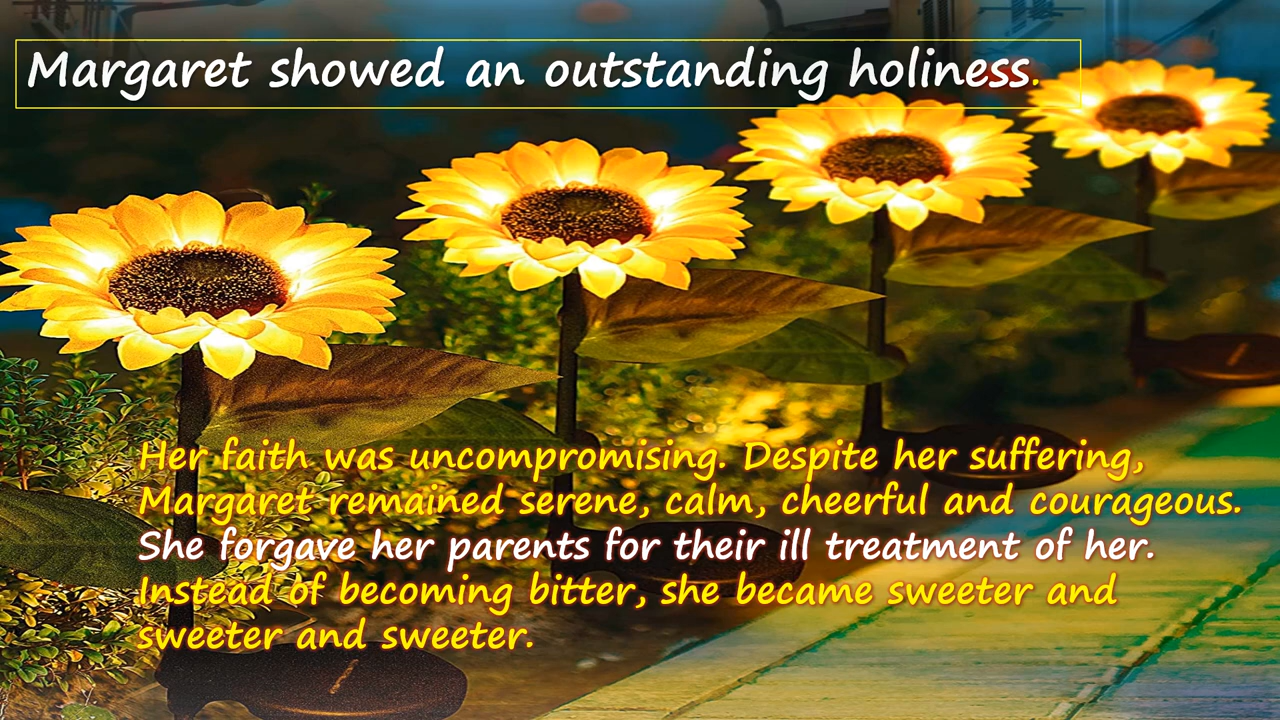 Margaret showed an outstanding holiness.
Her faith was uncompromising. Despite her suffering,
Margaret remained serene, calm, cheerful and courageous.
She forgave her parents for their ill treatment of her.
Instead of becoming bitter, she became sweeter and
sweeter and sweeter.